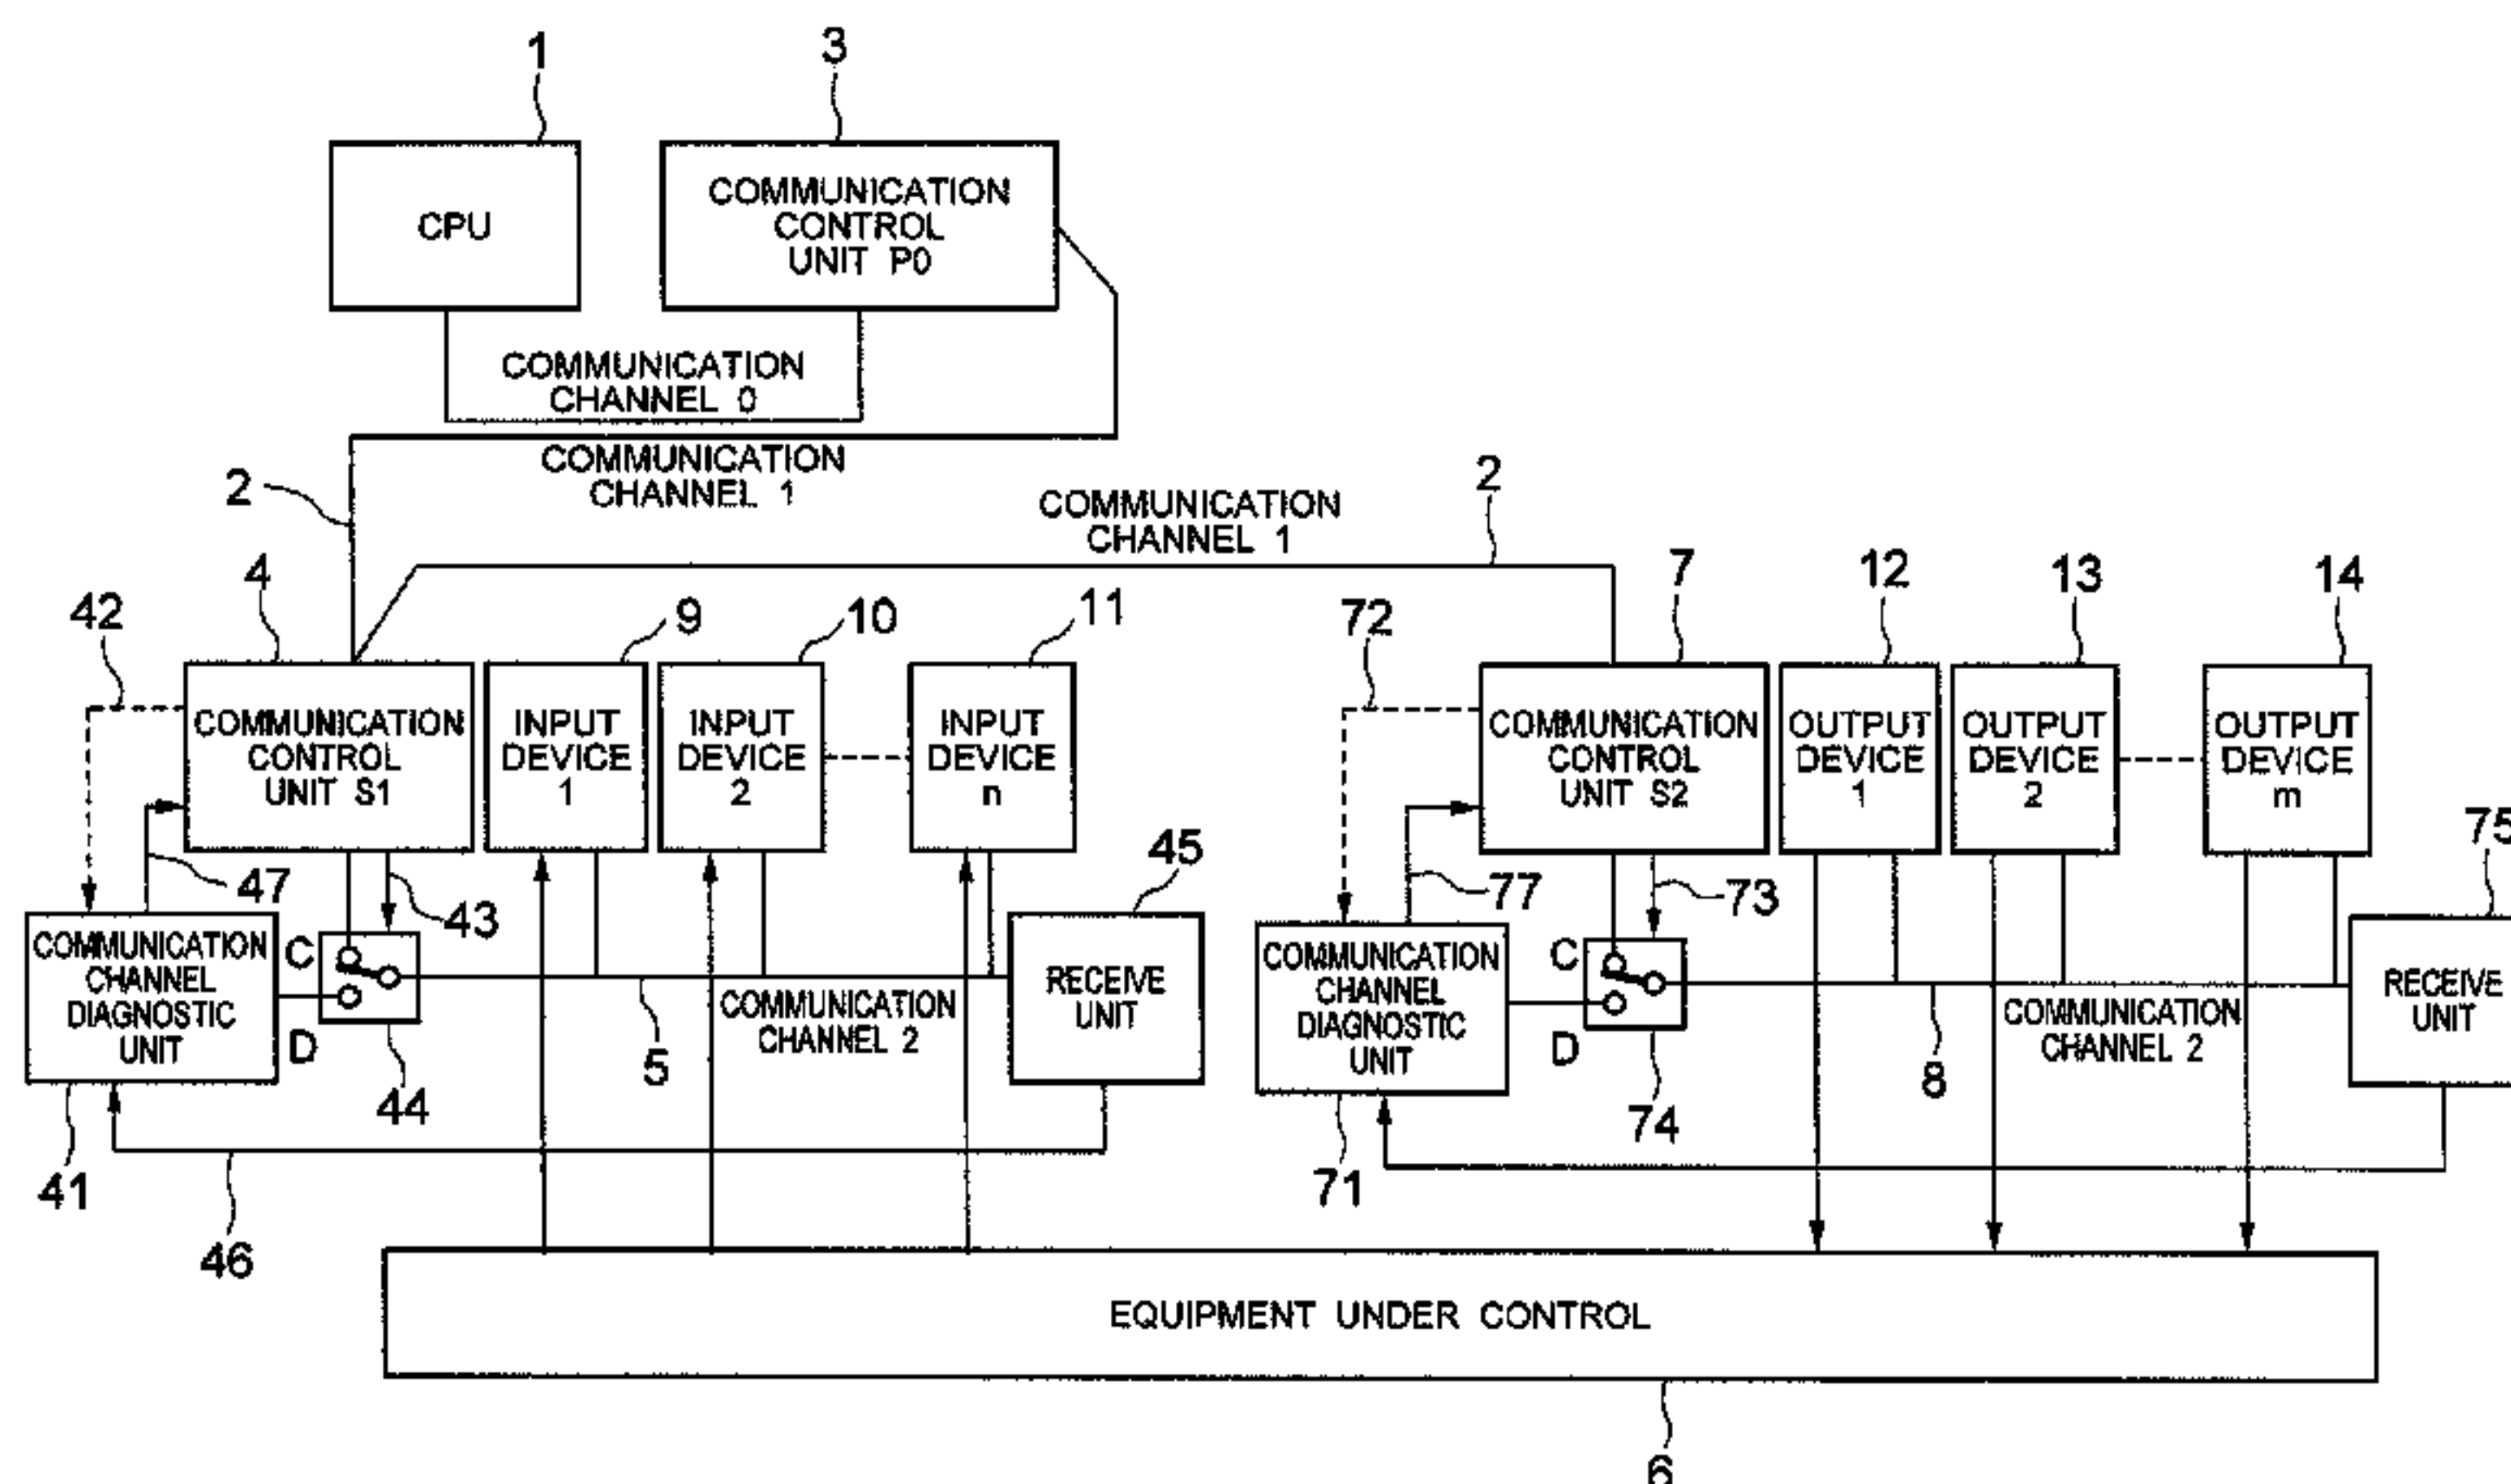 1
3
CPU
COMMUNICATION
CONTROL
UNIT P0
COMMUNICATION
CHANNEL 0
COMMUNICATION
CHANNEL 1
2
2
COMMUNICATION
CHANNEL 1
42
4
9
10
11
72
7
12
13
14
COMMUNICATION
CONTROL
UNIT S1
INPUT
DEVICE
1
INPUT
DEVICE
2
INPUT
DEVICE
n
COMMUNICATION
CONTROL
UNIT S2
OUTPUT
DEVICE
1
OUTPUT
DEVICE
2
OUTPUT
DEVICE
m
47
43
45
77
73
75
COMMUNICATION
CHANNEL
DIAGNOSTIC
UNIT
C
D
44
5
COMMUNICATION
CHANNEL 2
RECEIVE
UNIT
COMMUNICATION
CHANNEL
DIAGNOSTIC
UNIT
C
D
74
8
COMMUNICATION
CHANNEL 2
RECEIVE
UNIT
41
46
71
EQUIPMENT UNDER CONTROL
6